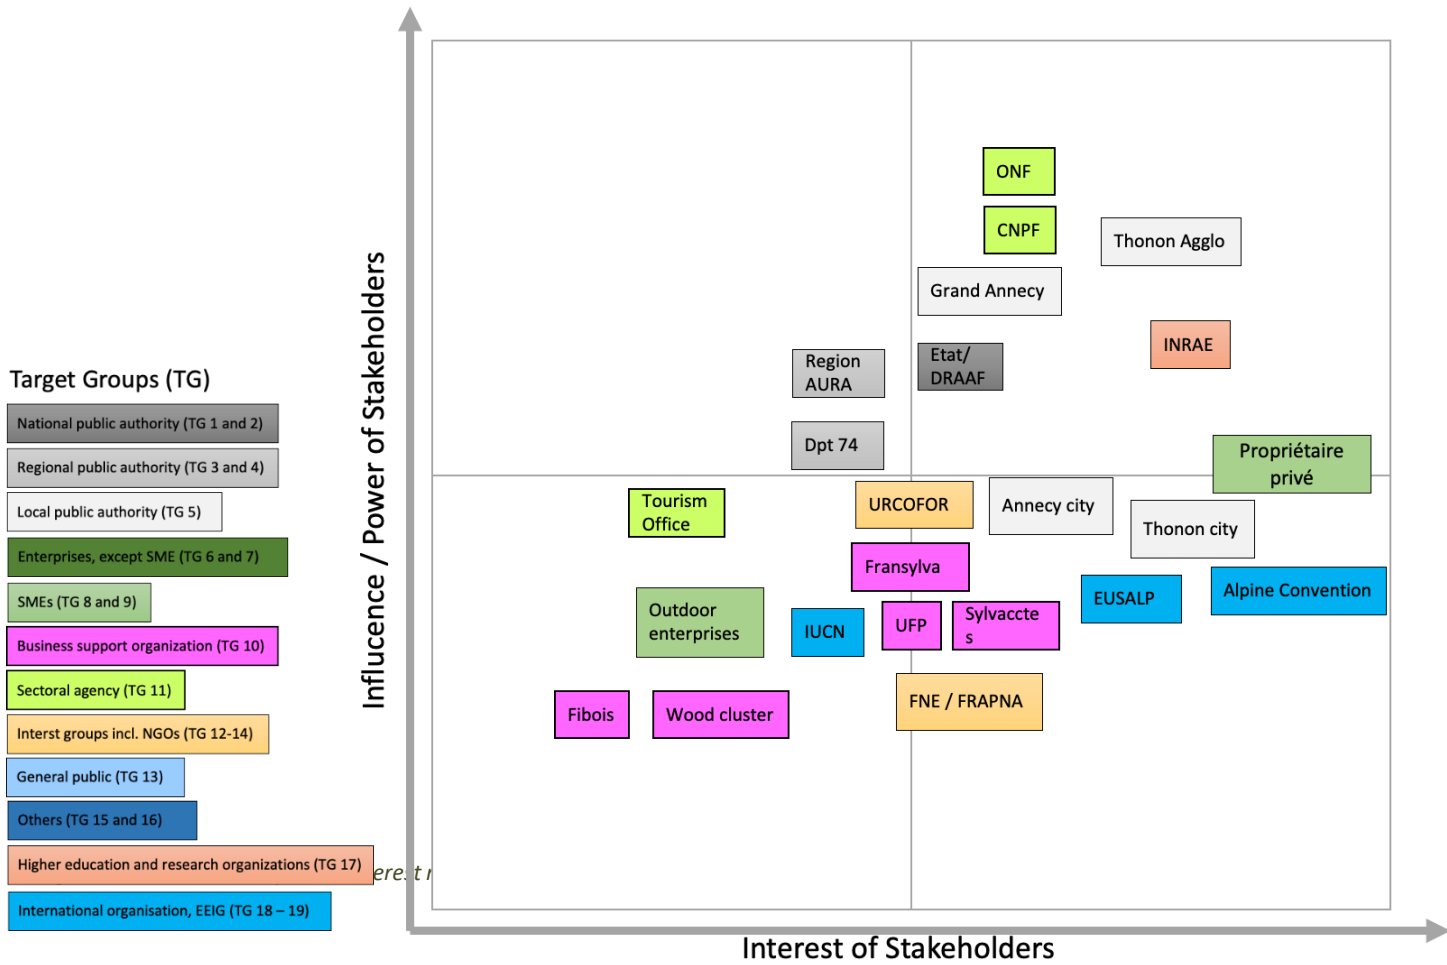 Target Groups (TG)
National public authority (TG 1 and 2)
Regional public authority (TG 3 and 4)
Local public authority (TG 5)
Enterprises, except SME (TG 6 and 7)
SMEs (TG 8 and 9)
Business support organization (TG 10)
Sectoral agency (TG 11)
Interst groups incl. NGOs (TG 12-14)
General public (TG 13)
Others (TG 15 and 16)
Higher education and research organizations (TG 17)
International organisation, EEIG (TG 18 – 19)
Influcence / Power of Stakeholders
ONF
CNPF
Thonon Agglo
Grand Annecy
INRAE
Region
AURA
Etat/
DRAAF
Dpt 74
Propriétaire
privé
Tourism
Office
URCOFOR
Annecy city
Thonon city
Fransylva
Outdoor
enterprises
IUCN
UFP
Sylvaccte
s
EUSALP
Alpine Convention
Fibois
Wood cluster
FNE / FRAPNA
Interest of Stakeholders